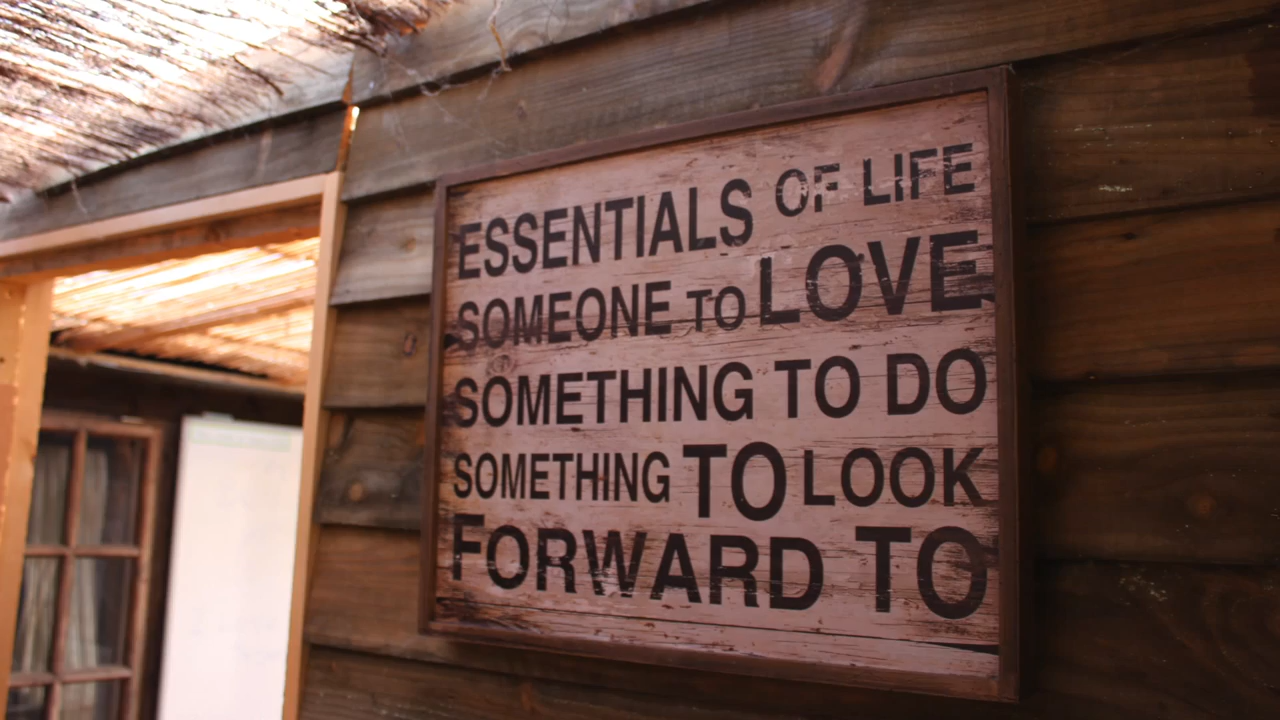 ESSENTIALS OF LIFE
SOMEONE TO LOVE
SOMETHING TO DO
SOMETHING TO LOOK
FORWARD TO